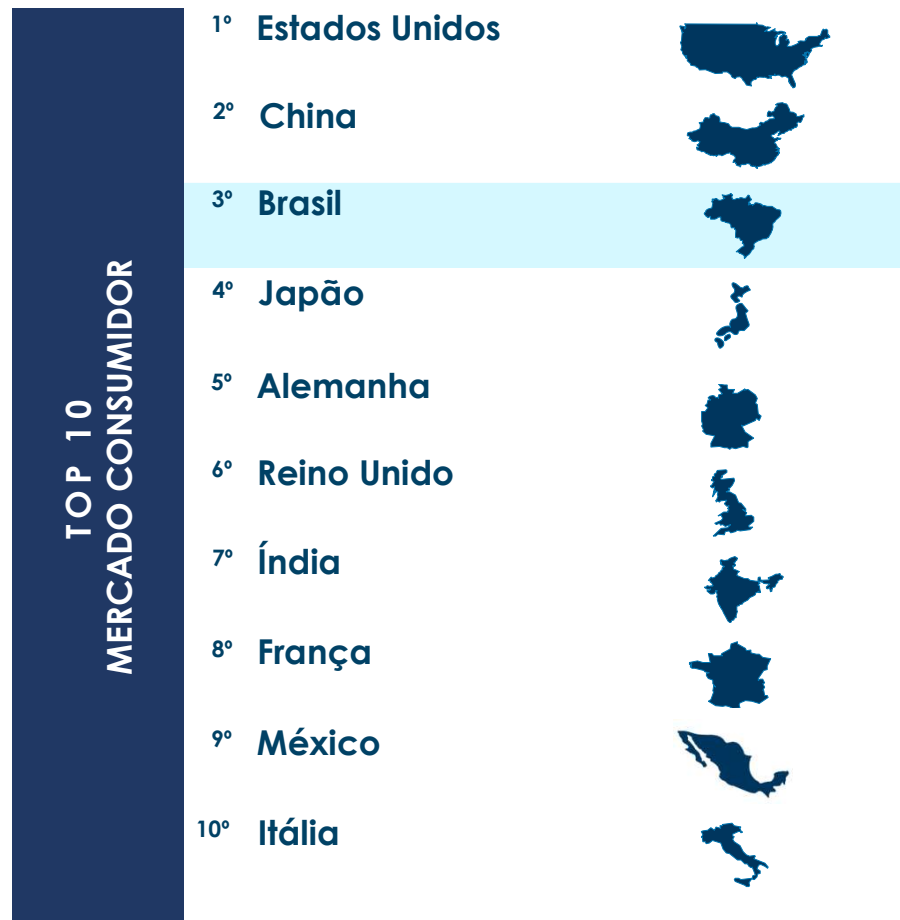 TOP 10
MERCADO CONSUMIDOR
1º Estados Unidos
2º China
3º Brasil
4º Japão
5º Alemanha
6º Reino Unido
7º Índia
8º França
9º México
10º Itália